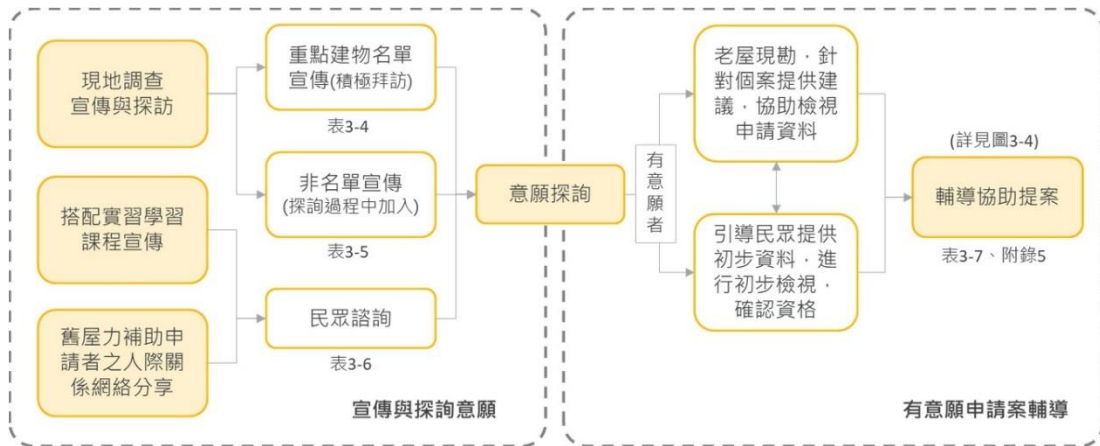 現地調查
宣傳與探訪
搭配實習學習
課程宣傳
舊屋力補助申
請者之人際關
係網絡分享
重點建物名單
宣傳(積極拜訪)
表3-4
非名單宣傳
(探詢過程中加入)
表3-5
民眾諮詢
表3-6
意願探詢
宣傳與探詢意願
有意願者
老屋現勘，針
對個案提供建
議，協助檢視
申請資料
引導民眾提供
初步資料，進
行初步檢視，
確認資格
(詳見圖3-4)
輔導協助提案
表3-7、附錄5
有意願申請案輔導